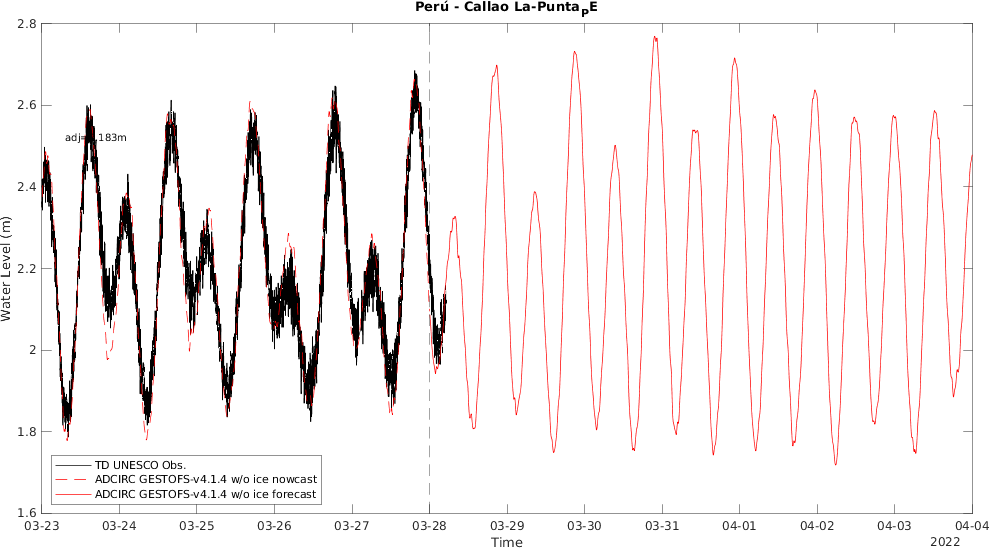 Perú - Callao La-PuntaPE
2.8
2.6
2.4
2.2
2
1.8
1.6
Water Level (m)
183m
TD UNESCO Obs.
ADCIRC GESTOFS-v4.1.4 w/o ice nowcast
ADCIRC GESTOFS-v4.1.4 w/o ice forecast
03-23 03-24 03-25 03-26 03-27 03-28 03-29 03-30 03-31 04-01 04-02 04-03 04-04
Time
2022